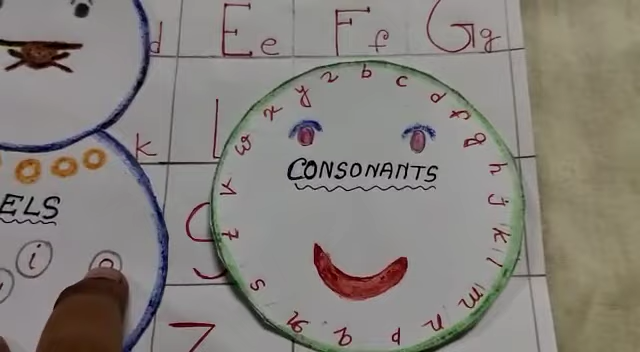 d Ee Ff Gg
k
ELS
i
CONSONANTS
b c d f g h j k l m n p q r s t v w x y z